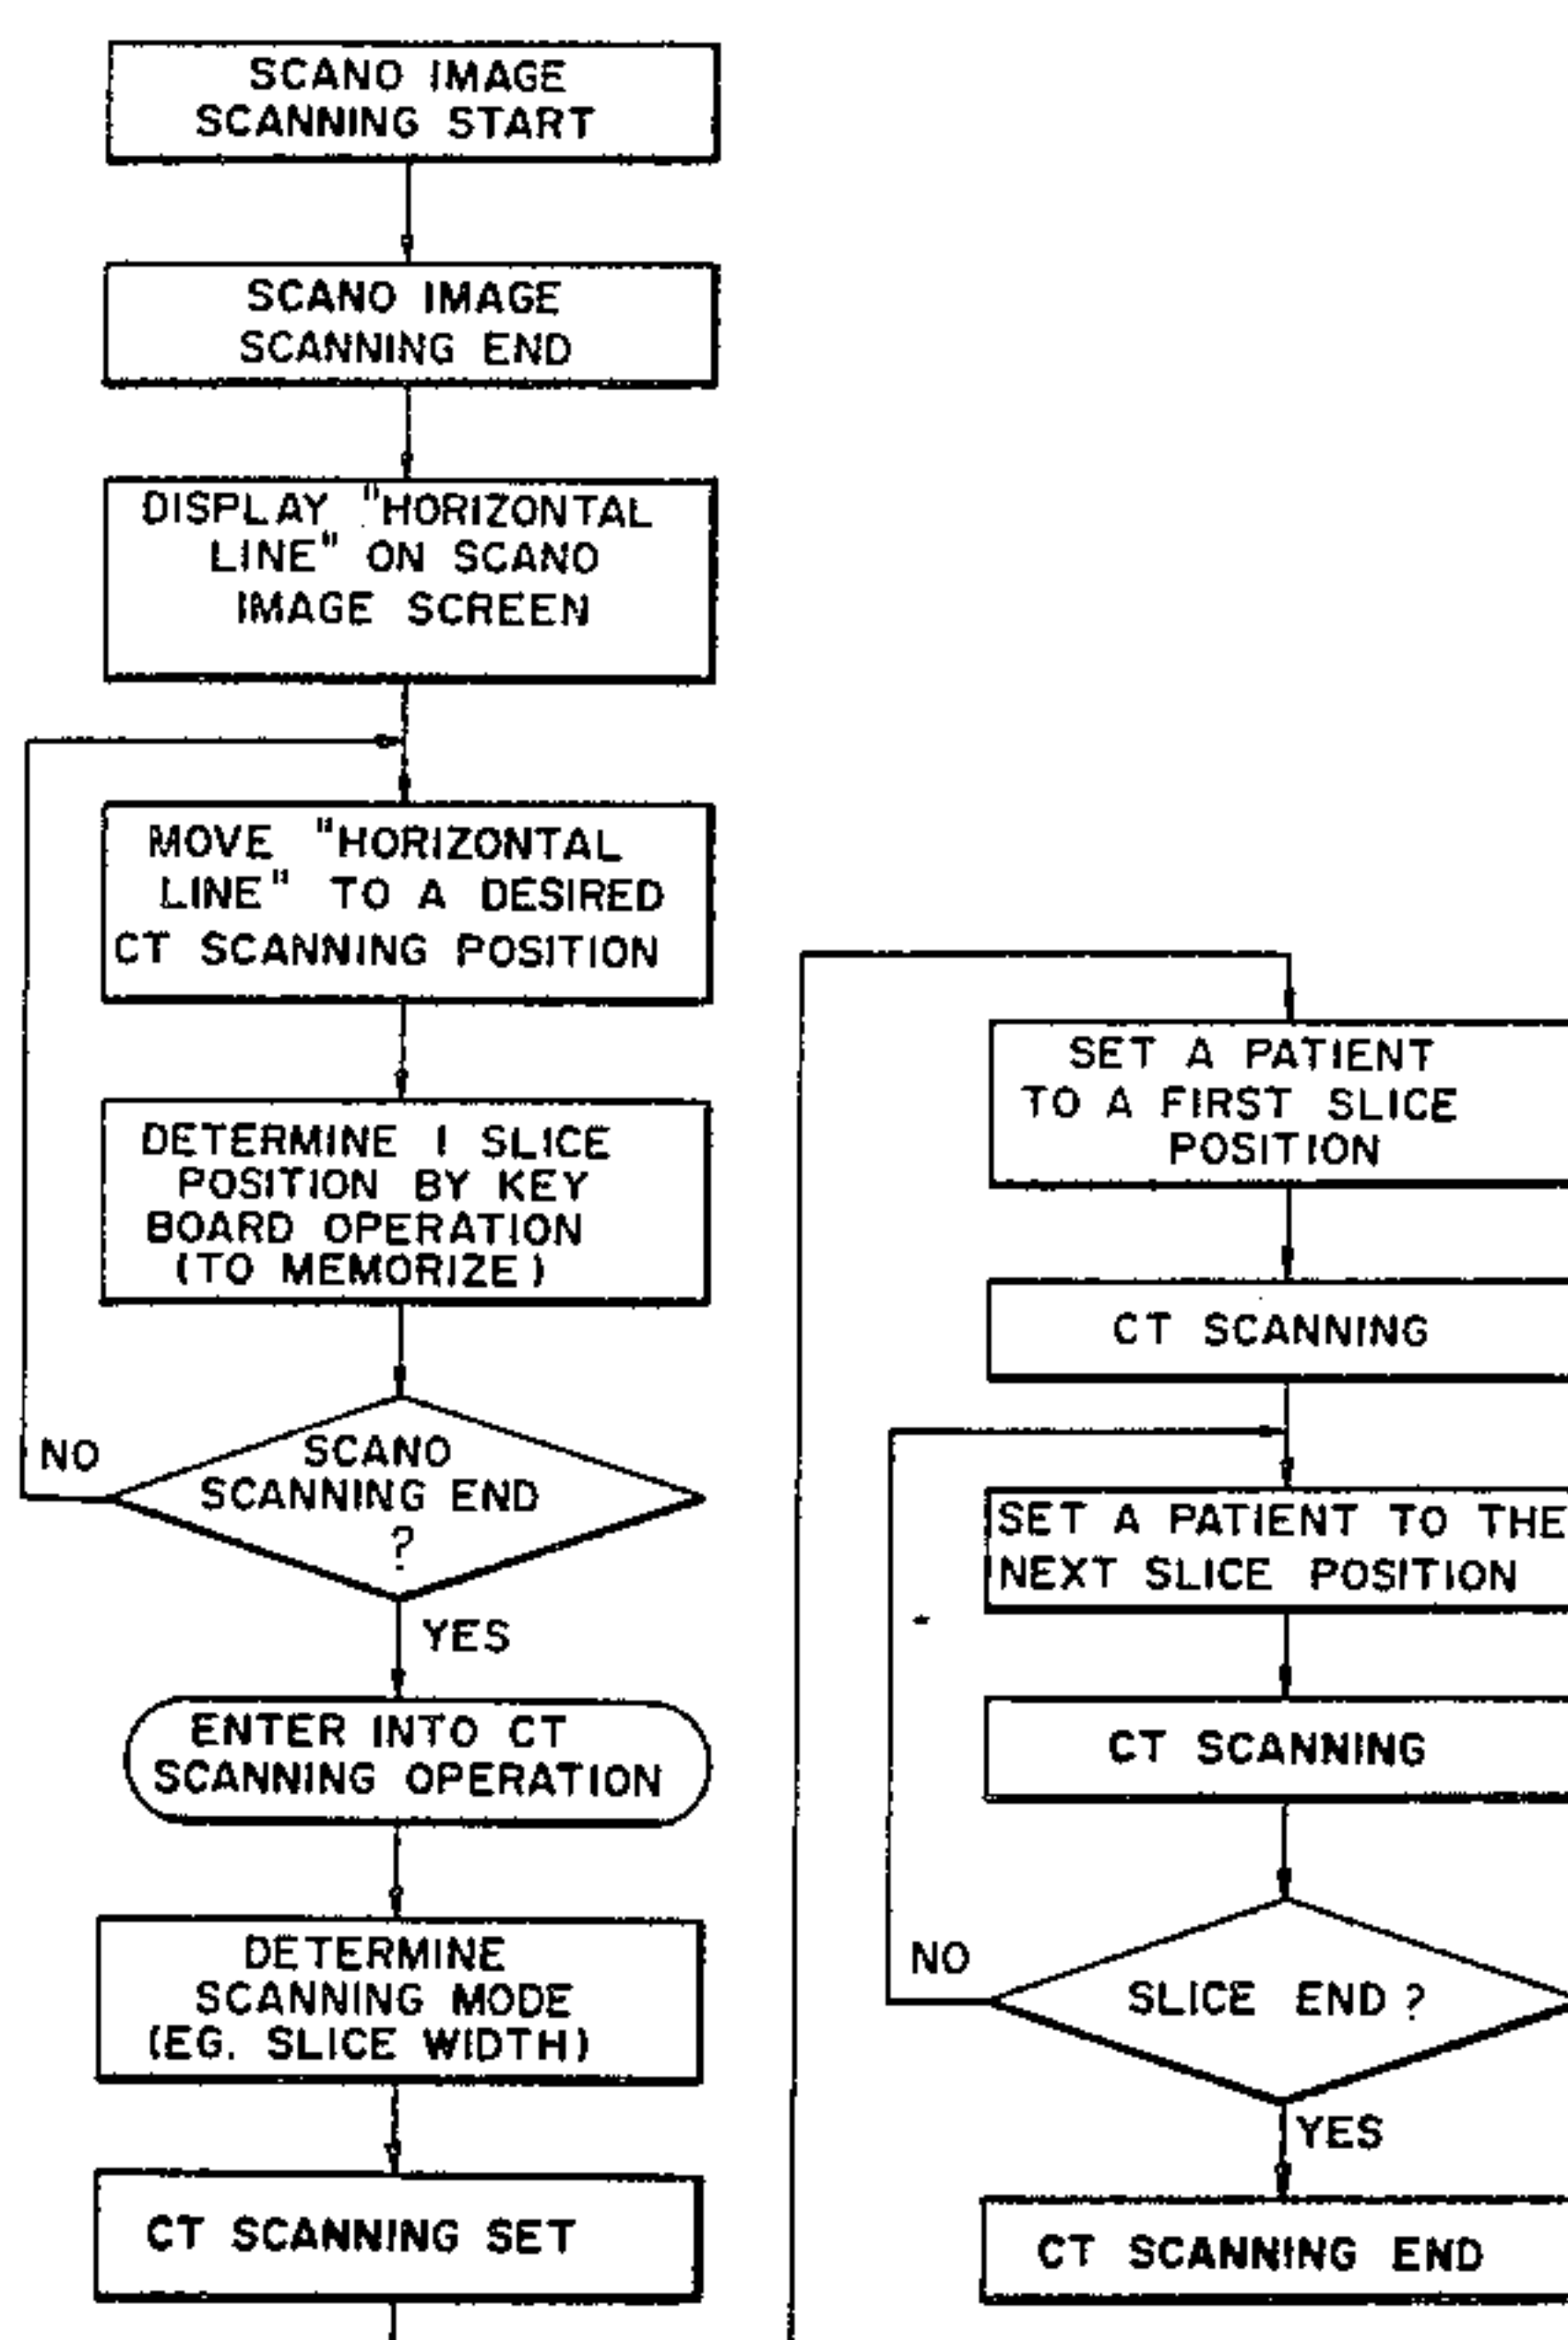 SCANO IMAGE
SCANNING START
SCANO IMAGE
SCANNING END
DISPLAY "HORIZONTAL
LINE" ON SCANO
IMAGE SCREEN
MOVE "HORIZONTAL
LINE" TO A DESIRED
CT SCANNING POSITION
DETERMINE 1 SLICE
POSITION BY KEY
BOARD OPERATION
(TO MEMORIZE)
NO
SCANO
SCANNING END
?
YES
ENTER INTO CT
SCANNING OPERATION
DETERMINE
SCANNING MODE
(EG. SLICE WIDTH)
CT SCANNING SET
SET A PATIENT
TO A FIRST SLICE
POSITION
CT SCANNING
SET A PATIENT TO THE
NEXT SLICE POSITION
CT SCANNING
NO
SLICE END ?
YES
CT SCANNING END